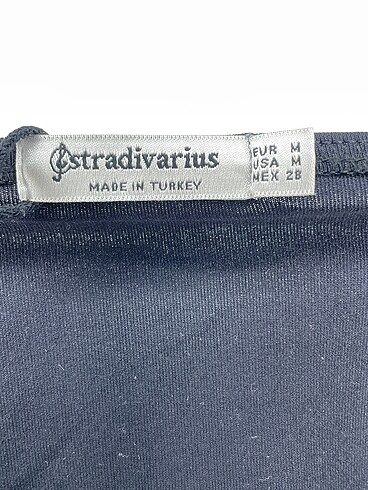 stradivarius
MADE IN TURKEY
EUR M
USA M
MEX 28